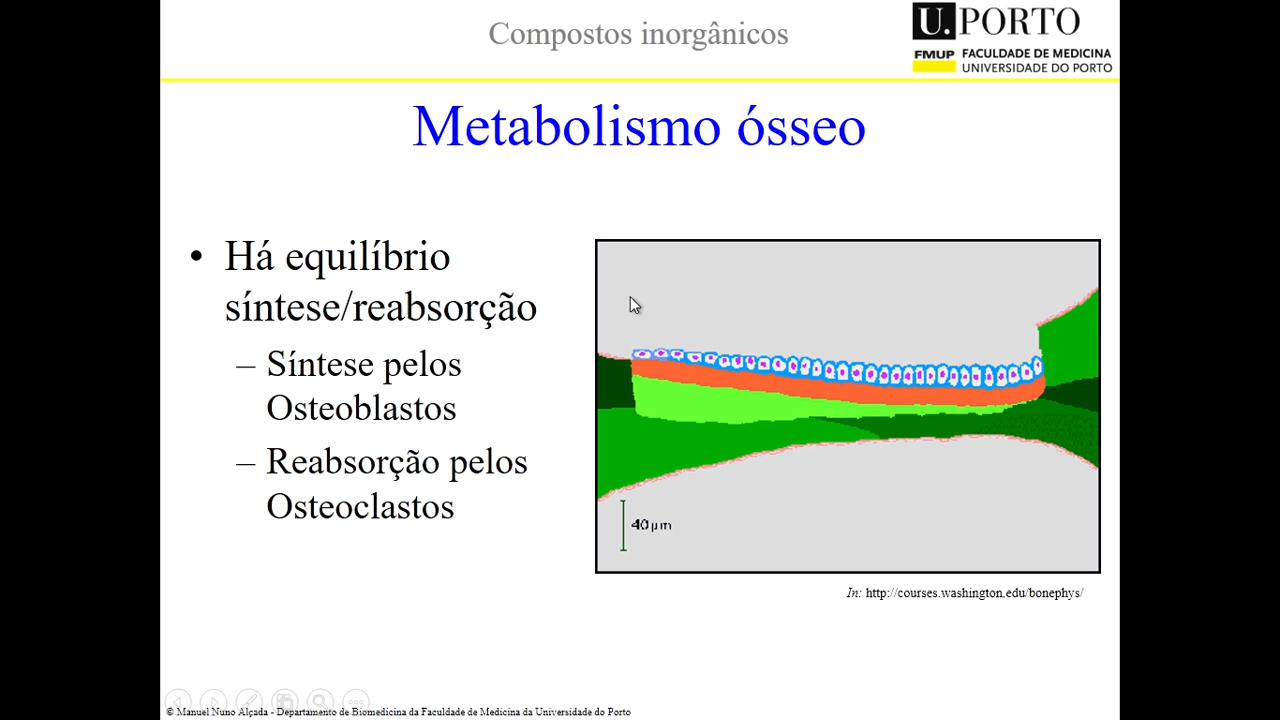 Compostos inorgânicos
U. PORTO
FMUP FACULDADE DE MEDICINA
UNIVERSIDADE DO PORTO
Metabolismo ósseo
• Há equilíbrio
síntese/reabsorção
– Síntese pelos
Osteoblastos
– Reabsorção pelos
Osteoclastos
40 µm
In: http://courses.washington.edu/bonephys/
© Manuel Nuno Alçada - Departamento de Biomedicina da Faculdade de Medicina da Universidade do Porto